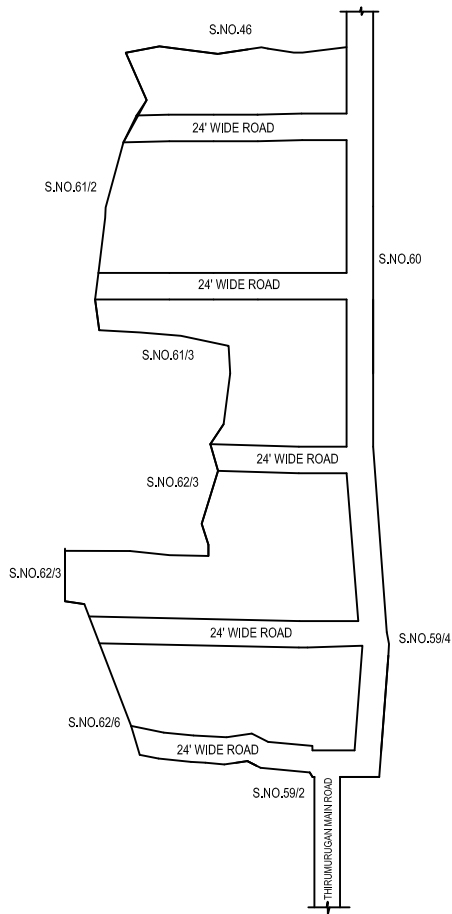 S.NO.46
24' WIDE ROAD
S.NO.61/2
S.NO.60
24' WIDE ROAD
S.NO.61/3
24' WIDE ROAD
S.NO.62/3
S.NO.62/3
24' WIDE ROAD
S.NO.59/4
S.NO.62/6
24' WIDE ROAD
S.NO.59/2
THIRUMURUGAN MAIN ROAD